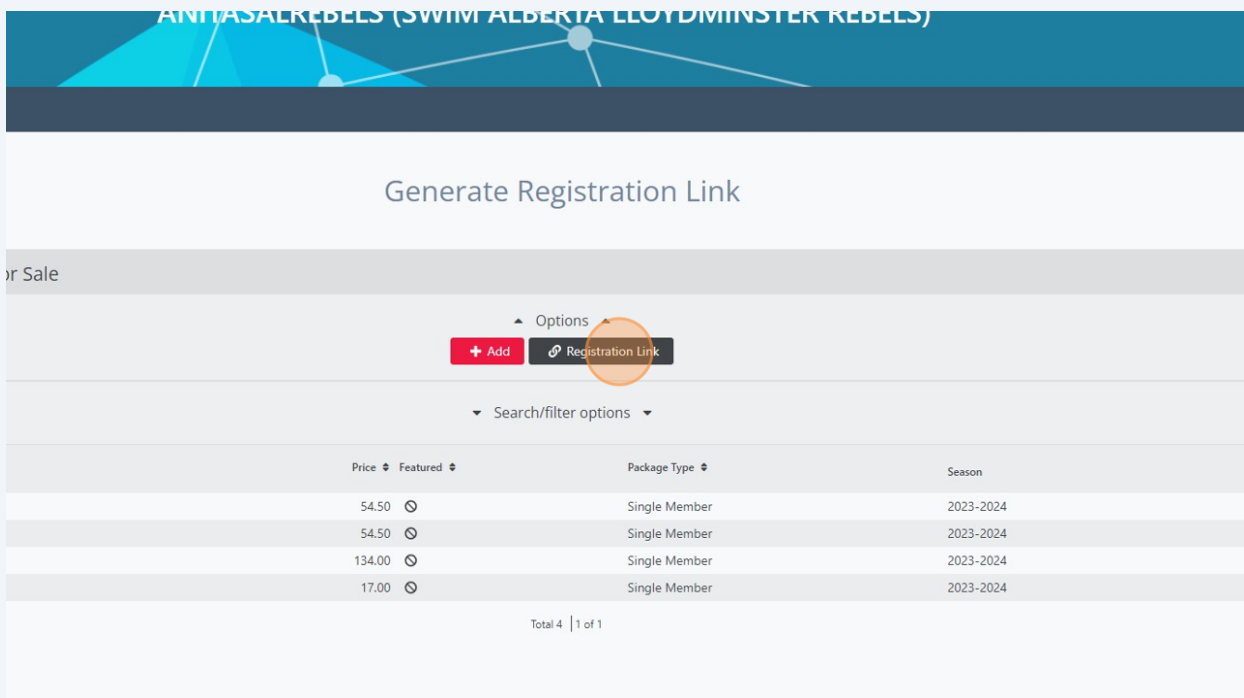 ANITASALREBELS (SWIM ALBERTA LLOYDMINSTER REBELS)
Generate Registration Link
or Sale
Options
Add Registration Link
Search/filter options
Price Featured Package Type Season
54.50 Single Member 2023-2024
54.50 Single Member 2023-2024
134.00 Single Member 2023-2024
17.00 Single Member 2023-2024
Total 4 1 of 1